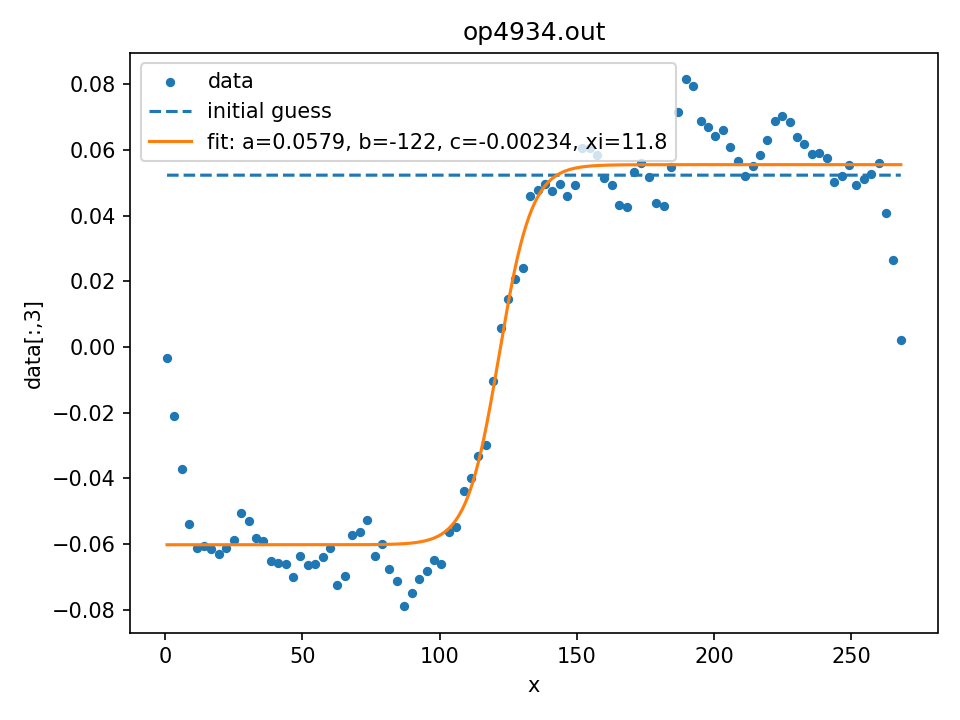 op4934.out
data
initial guess
fit: a=0.0579, b=-122, c=-0.00234, xi=11.8
0.08
0.06
0.04
0.02
0.00
−0.02
−0.04
−0.06
−0.08
data[:,3]
0 50 100 150 200 250
x